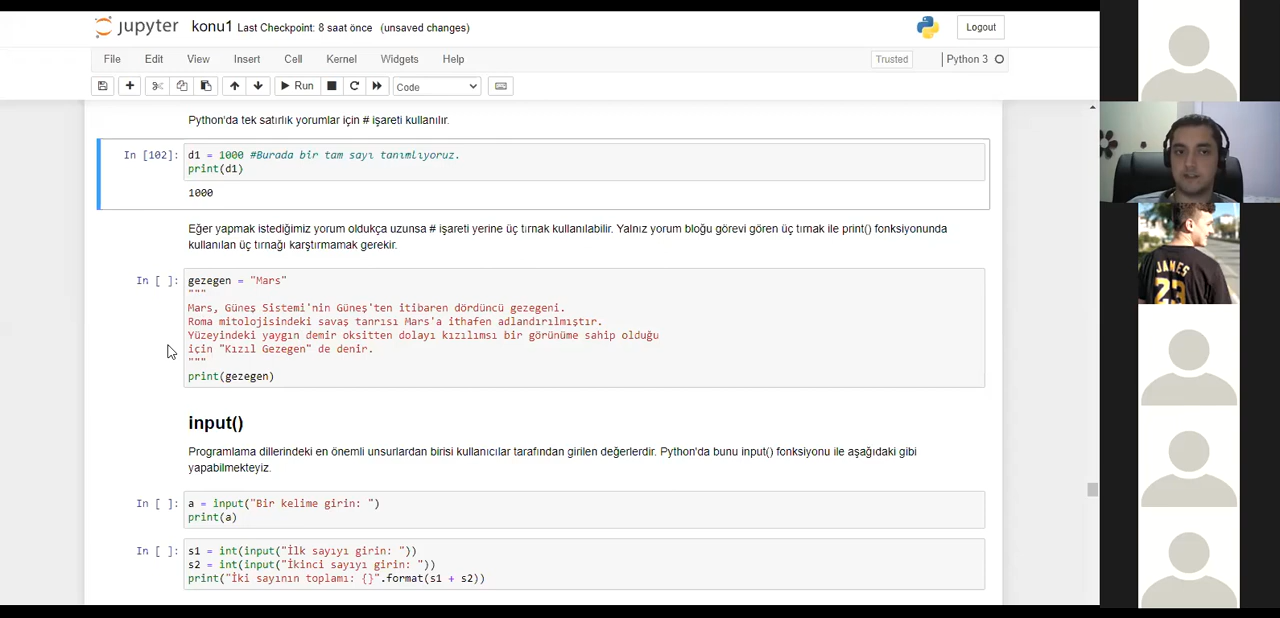 jupyter konu1 Last Checkpoint: 8 saat önce (unsaved changes) Logout
File Edit View Insert Cell Kernel Widgets Help Trusted Python 3
Run Code
Python'da tek satırlık yorumlar için # işareti kullanılır.
In [102]: d1 = 1000 #Burada bir tam sayı tanımlıyoruz.
print(d1)
1000
Eğer yapmak istediğimiz yorum oldukça uzunsa # işareti yerine üç tırnak kullanılabilir. Yalnız yorum bloğu görevi gören üç tırnak ile print() fonksiyonunda
kullanılan üç tırnağı karştırmamak gerekir.
In [ ]: gezegen = "Mars"
"""
Mars, Güneş Sistemi'nin Güneş'ten itibaren dördüncü gezegeni.
Roma mitolojisindeki savaş tanrısı Mars'a ithafen adlandırılmıştır.
Yüzeyindeki yaygın demir oksitten dolayı kızılımsı bir görünüme sahip olduğu
için "Kızıl Gezegen" de denir.
"""
print(gezegen)
input()
Programlama dillerindeki en önemli unsurlardan birisi kullanıcılar tarafından girilen değerlerdir. Python'da bunu input() fonksiyonu ile aşağıdaki gibi
yapabilmekteyiz.
In [ ]: a = input("Bir kelime girin: ")
print(a)
In [ ]: s1 = int(input("İlk sayıyı girin: "))
s2 = int(input("İkinci sayıyı girin: "))
print("İki sayının toplamı: {}".format(s1 + s2))
JAMES
23